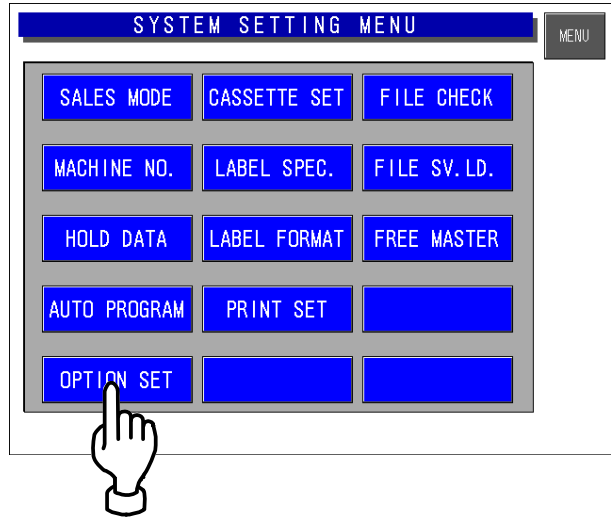 SYSTEM SETTING MENU
MENU
SALES MODE CASSETTE SET FILE CHECK
MACHINE NO. LABEL SPEC. FILE SV.LD.
HOLD DATA LABEL FORMAT FREE MASTER
AUTO PROGRAM PRINT SET
OPTION SET